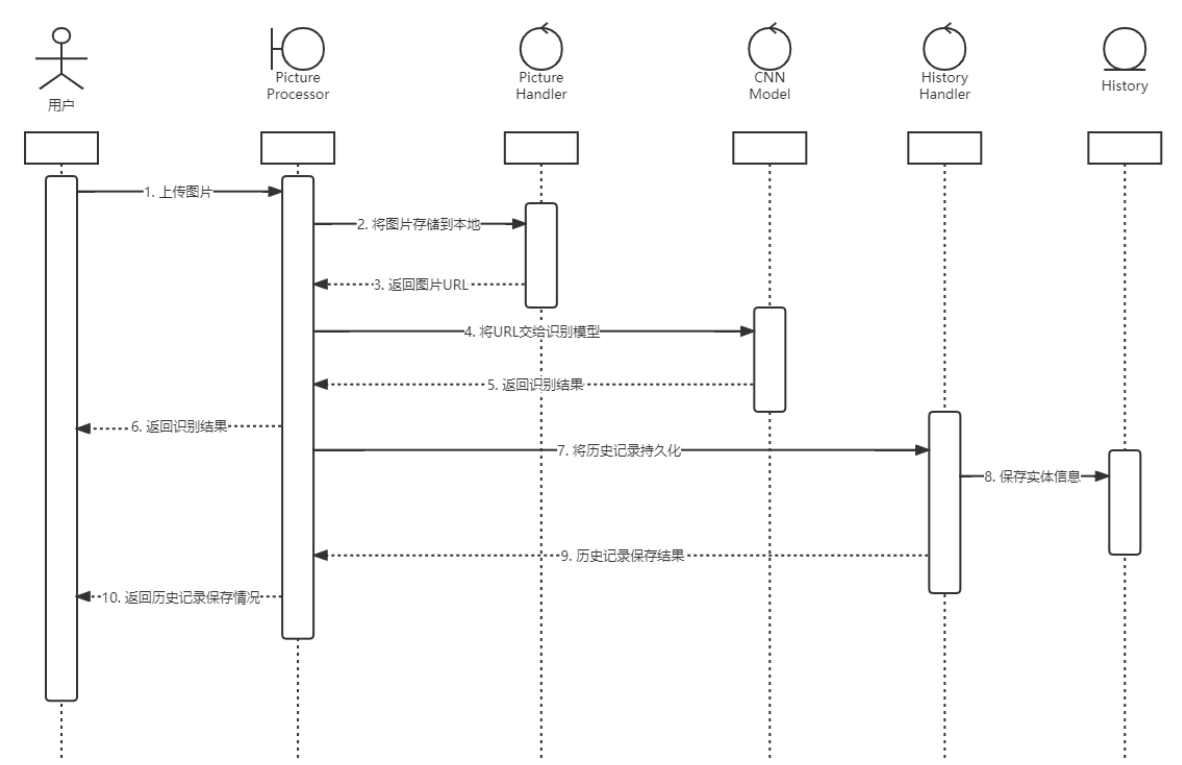 用户
Picture
Processor
Picture
Handler
CNN
Model
History
Handler
History
1. 上传图片
2. 将图片存储到本地
3. 返回图片URL
4. 将URL交给识别模型
5. 返回识别结果
6. 返回识别结果
7. 将历史记录持久化
8. 保存实体信息
9. 历史记录保存结果
10. 返回历史记录保存情况